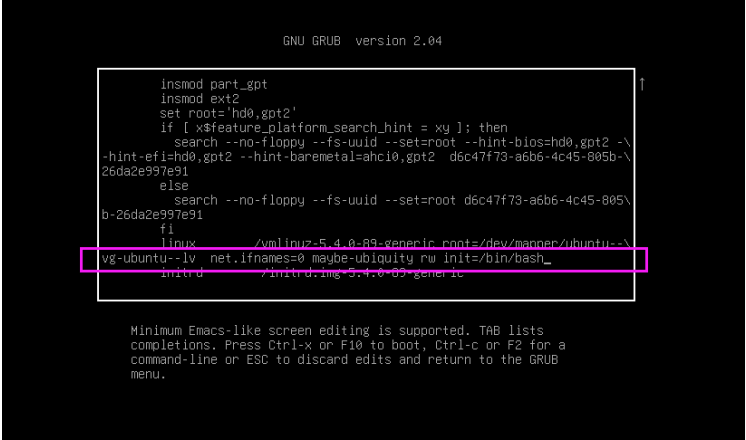 GNU GRUB  version 2.04
insmod part_gpt
insmod ext2
set root='hd0,gpt2'
if [ x$feature_platform_search_hint = xy ]; then
search --no-floppy --fs-uuid --set=root --hint-bios=hd0,gpt2 -\
-hint-efi=hd0,gpt2 --hint-baremetal=ahci0,gpt2  d6c47f73-a6b6-4c45-805b-\
26da2e997e91
else
search --no-floppy --fs-uuid --set=root d6c47f73-a6b6-4c45-805\
b-26da2e997e91
fi
linux        /vmlinuz-5.4.0-89-generic root=/dev/mapper/ubuntu--\
vg-ubuntu--lv  net.ifnames=0 maybe-ubiquity rw init=/bin/bash_
initrd        /initrd.img-5.4.0-89-generic
↑
Minimum Emacs-like screen editing is supported. TAB lists
completions. Press Ctrl-x or F10 to boot, Ctrl-c or F2 for a
command-line or ESC to discard edits and return to the GRUB
menu.